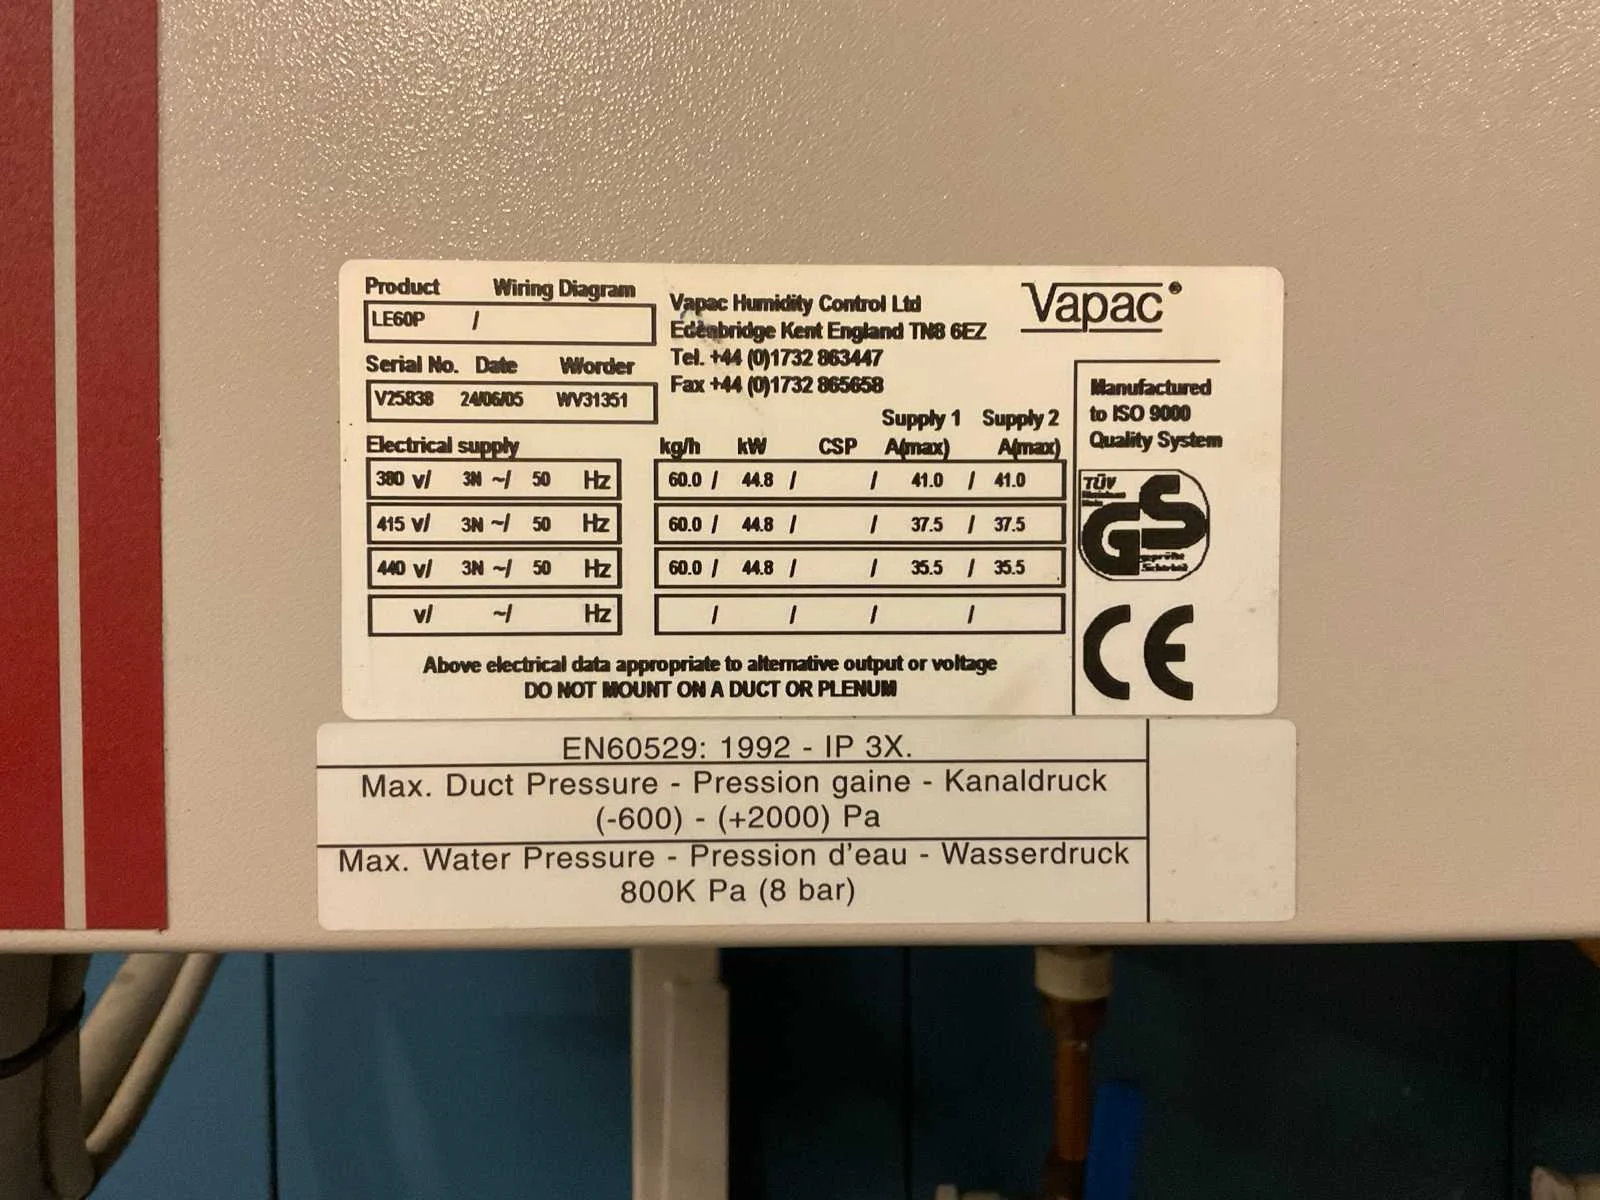 Product Wiring Diagram
LE60P /
Serial No. Date W/order
V25838 24/06/05 WV31351
Vapac Humidity Control Ltd
Edenbridge Kent England TN8 6EZ
Tel. +44 (0)1732 863447
Fax +44 (0)1732 865658
Vapac®
Manufactured
to ISO 9000
Quality System
Supply 1 Supply 2
Electrical supply kg/h kW CSP A(max) A(max)
380 v/ 3N ~/ 50 Hz 60.0 / 44.8 / / 41.0 / 41.0
415 v/ 3N ~/ 50 Hz 60.0 / 44.8 / / 37.5 / 37.5
440 v/ 3N ~/ 50 Hz 60.0 / 44.8 / / 35.5 / 35.5
v/ ~/ Hz / / / /
TÜV
Rheinland
GS
geprüfte
Sicherheit
CE
Above electrical data appropriate to alternative output or voltage
DO NOT MOUNT ON A DUCT OR PLENUM
EN60529: 1992 - IP 3X.
Max. Duct Pressure - Pression gaine - Kanaldruck
(-600) - (+2000) Pa
Max. Water Pressure - Pression d'eau - Wasserdruck
800K Pa (8 bar)